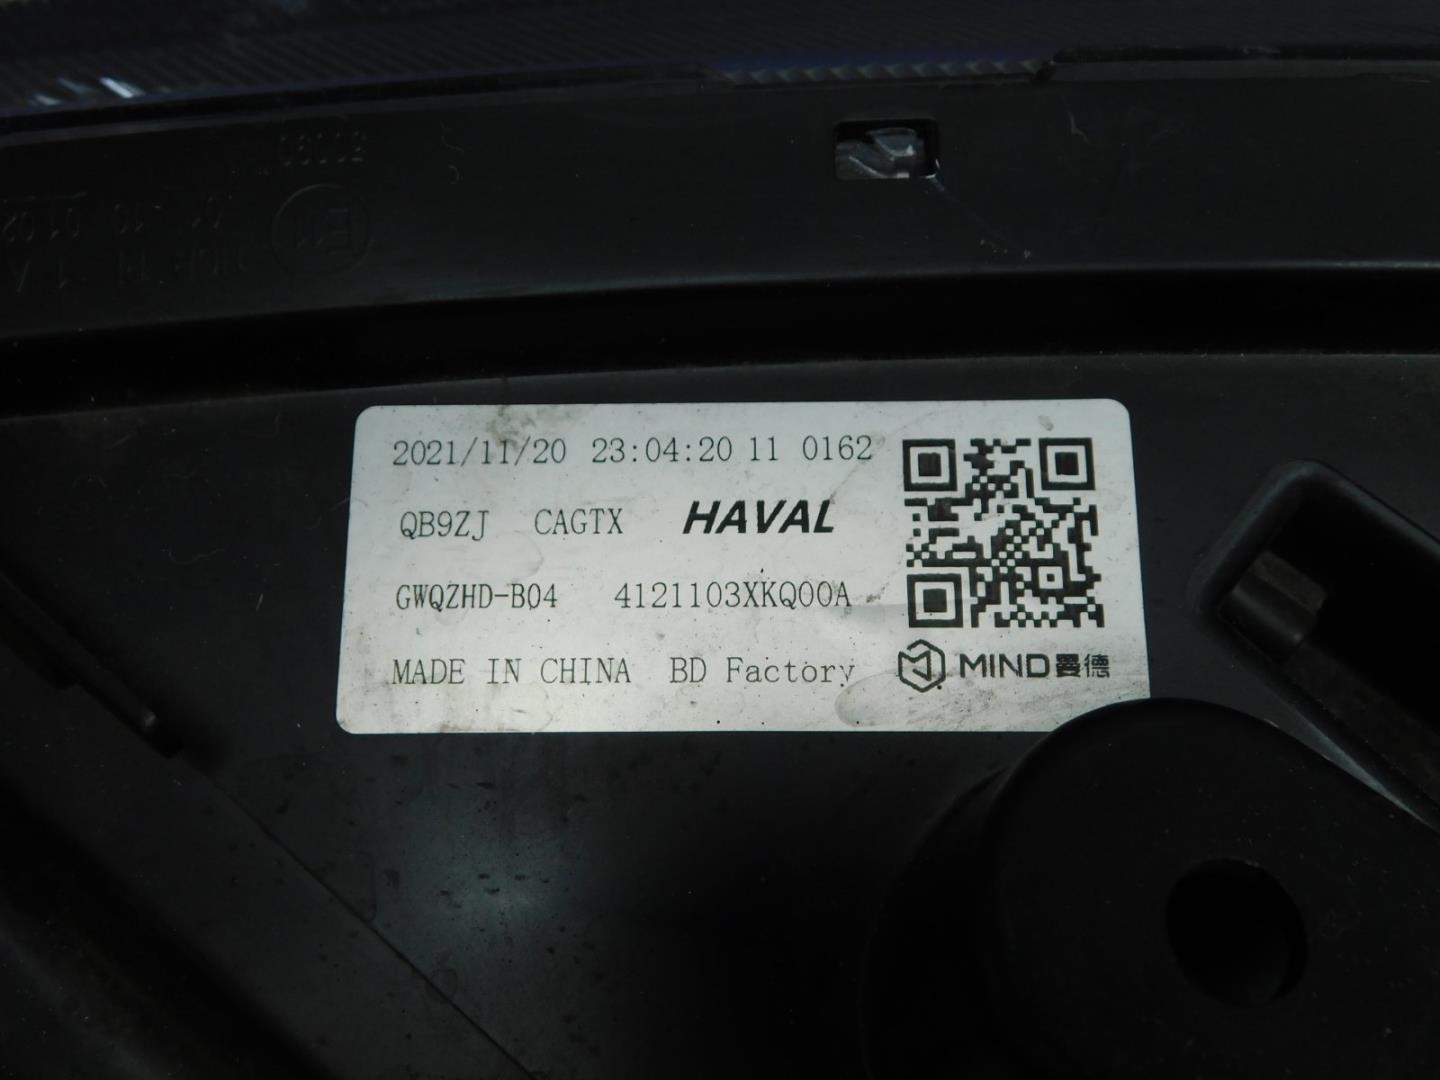 2021/11/20 23:04:20 11 0162
QB9ZJ CAGTX HAVAL
GWQZHD-B04 4121103XKQ00A
MADE IN CHINA BD Factory
MIND曼德
E11